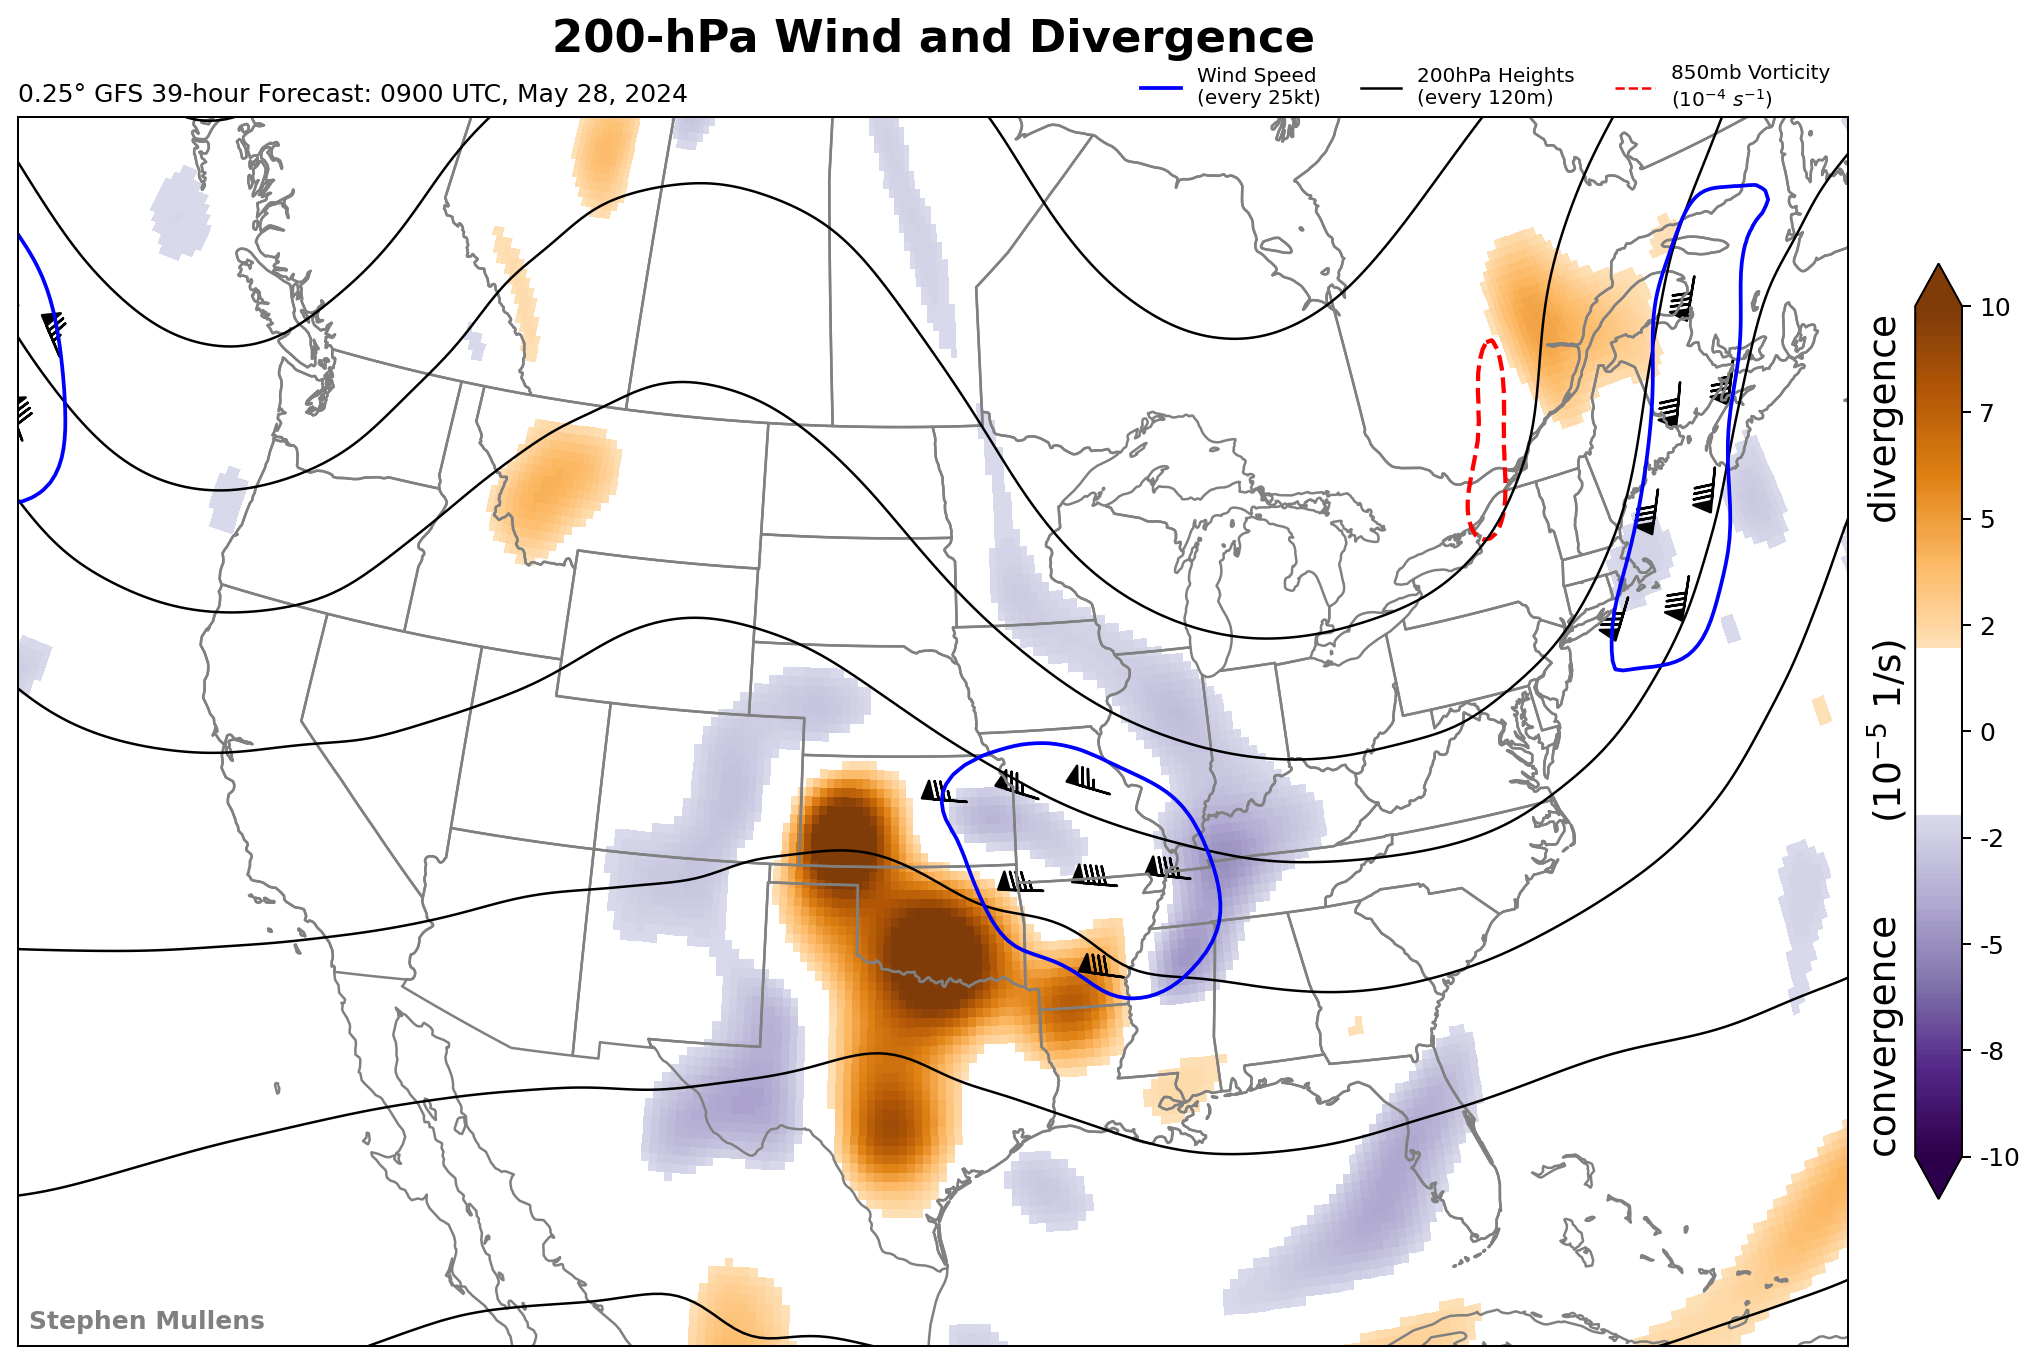 200-hPa Wind and Divergence
0.25° GFS 39-hour Forecast: 0900 UTC, May 28, 2024
Wind Speed
(every 25kt)
200hPa Heights
(every 120m)
850mb Vorticity
(10⁻⁴ s⁻¹)
convergence (10⁻⁵ 1/s) divergence
10
7
5
2
0
-2
-5
-8
-10
Stephen Mullens